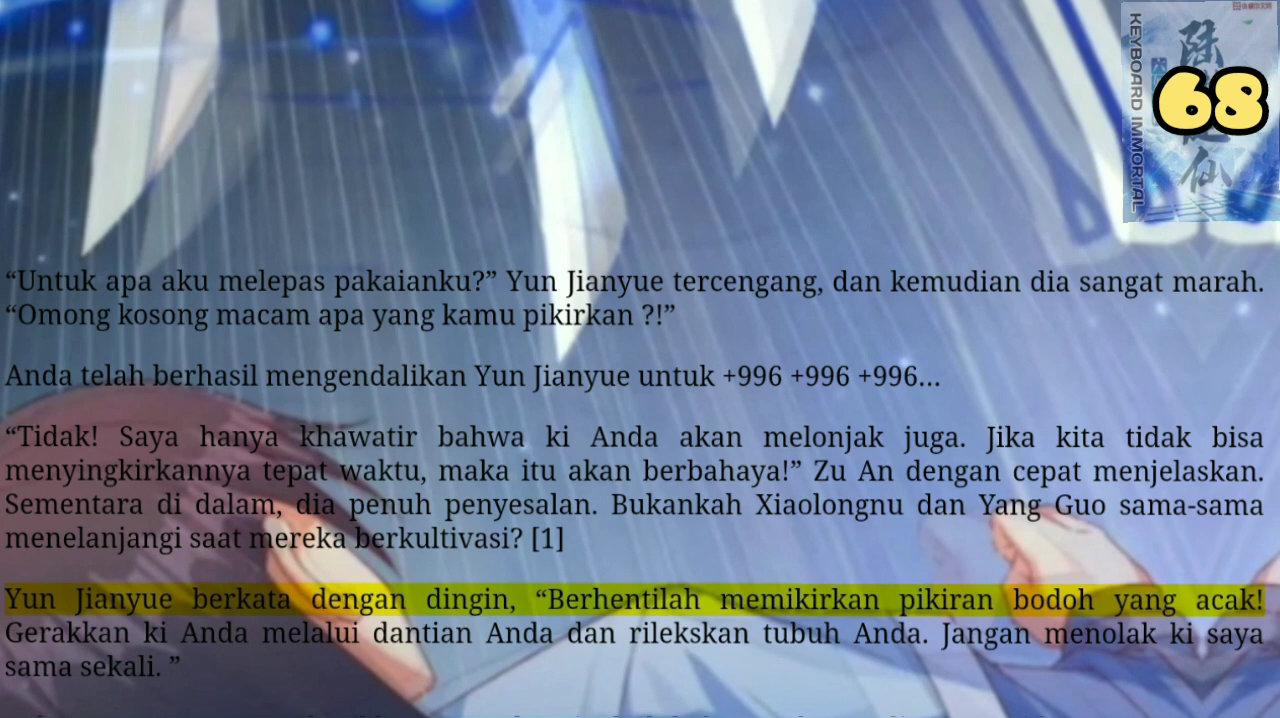 KEYBOARD IMMORTAL
68
“Untuk apa aku melepas pakaianku?” Yun Jianyue tercengang, dan kemudian dia sangat marah.
“Omong kosong macam apa yang kamu pikirkan ?!”
Anda telah berhasil mengendalikan Yun Jianyue untuk +996 +996 +996…
“Tidak! Saya hanya khawatir bahwa ki Anda akan melonjak juga. Jika kita tidak bisa
menyingkirkannya tepat waktu, maka itu akan berbahaya!” Zu An dengan cepat menjelaskan.
Sementara di dalam, dia penuh penyesalan. Bukankah Xiaolongnu dan Yang Guo sama-sama
menelanjangi saat mereka berkultivasi? [1]
Yun Jianyue berkata dengan dingin, “Berhentilah memikirkan pikiran bodoh yang acak!
Gerakkan ki Anda melalui dantian Anda dan rilekskan tubuh Anda. Jangan menolak ki saya
sama sekali. ”